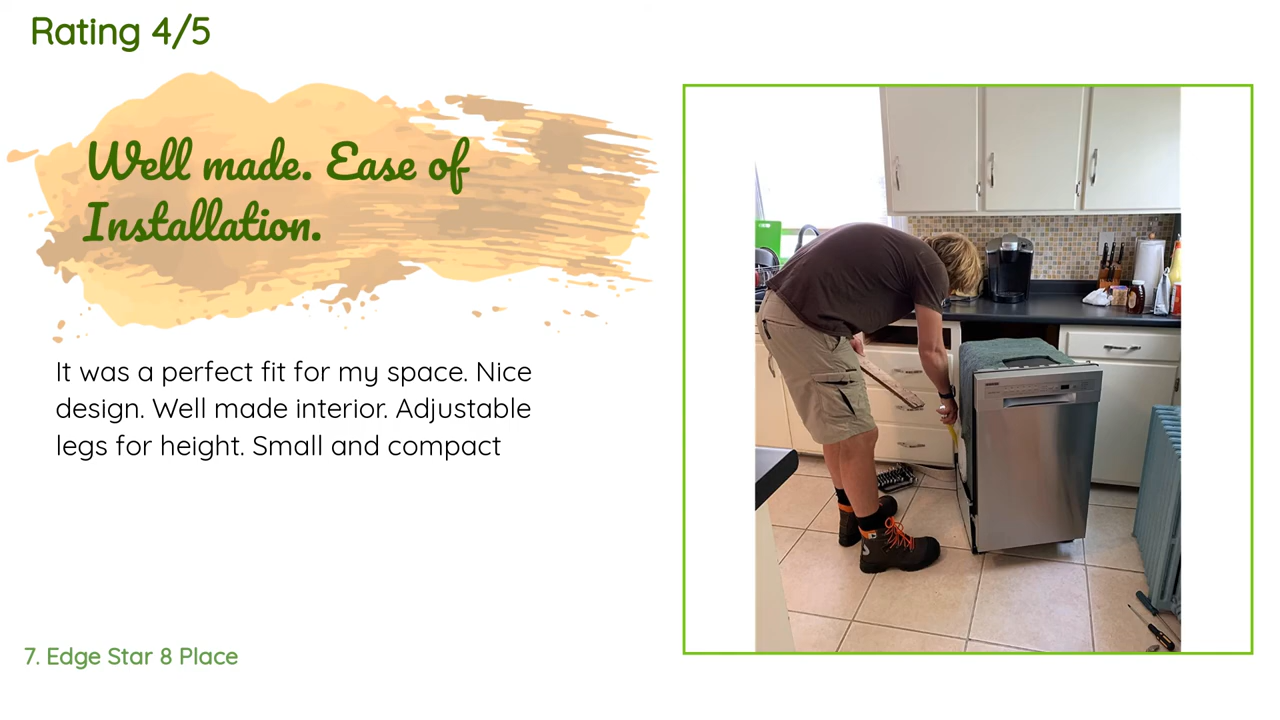 Rating 4/5
Well made. Ease of
Installation.
It was a perfect fit for my space. Nice
design. Well made interior. Adjustable
legs for height. Small and compact
7. Edge Star 8 Place